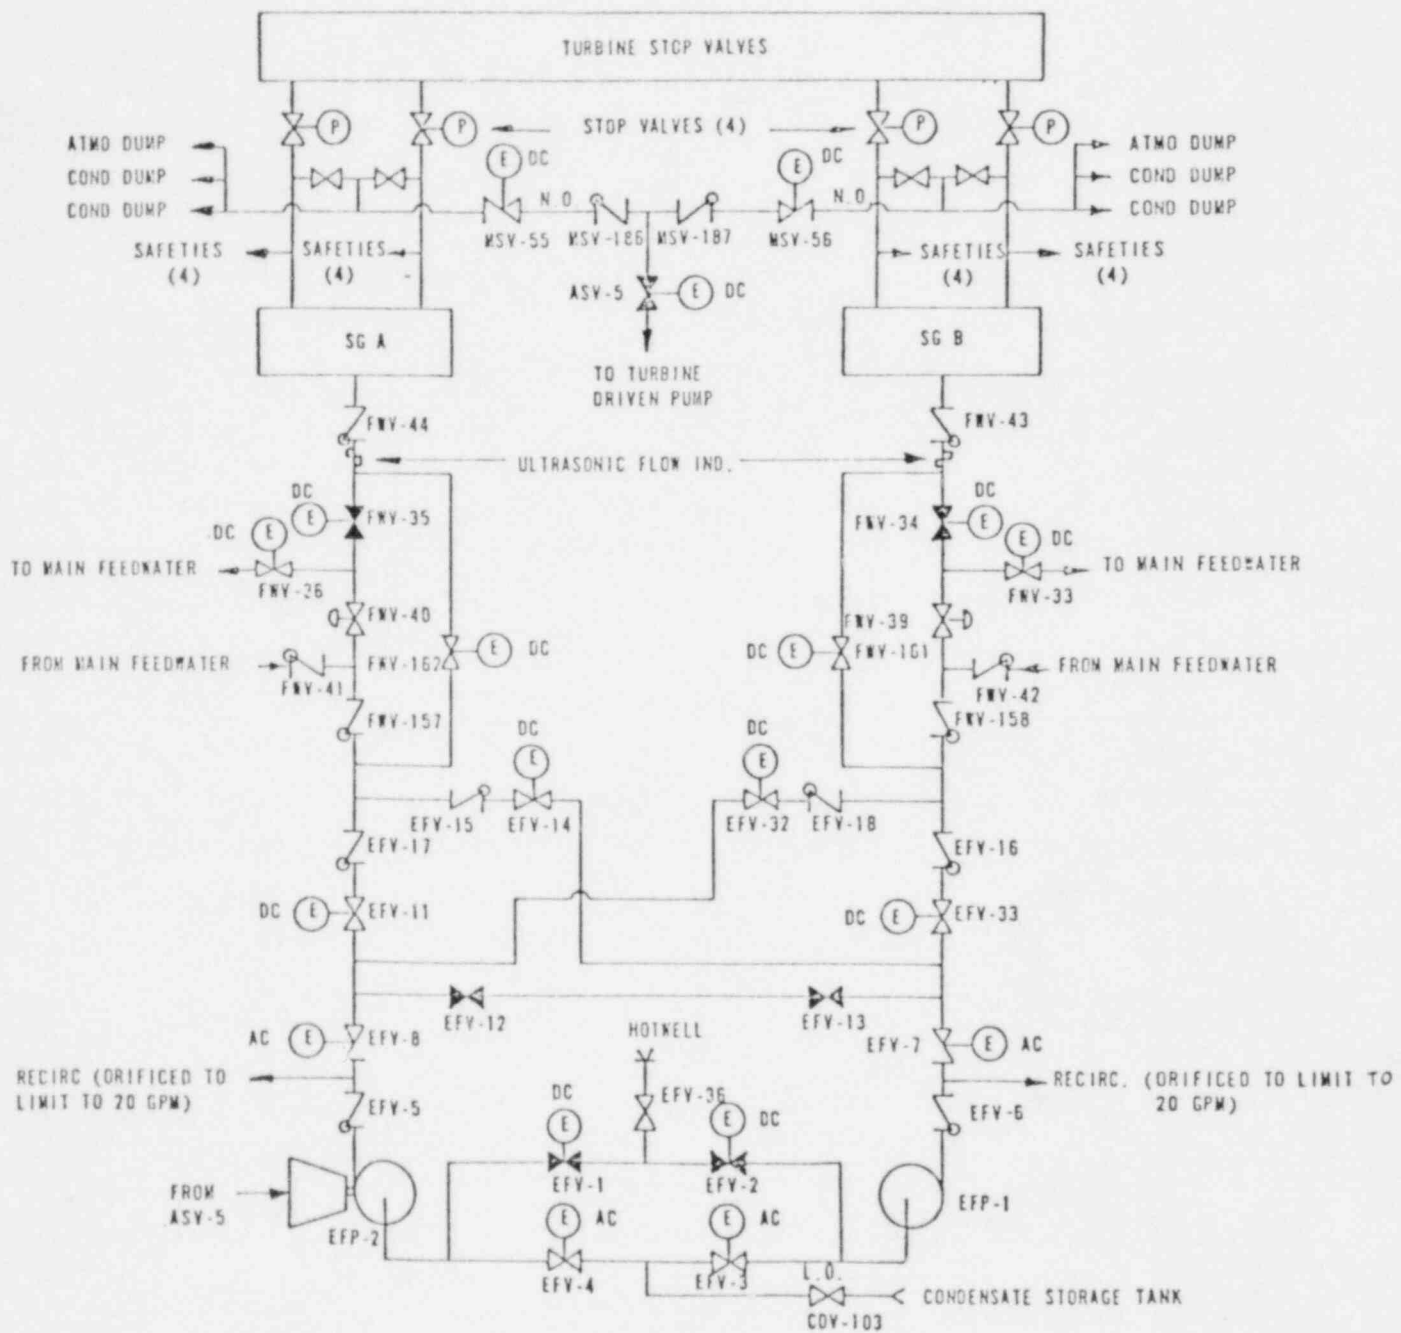 TURBINE STOP VALVES
P
P
STOP VALVES (4)
P
P
ATMO DUMP
COND DUMP
COND DUMP
E
DC
N.O.
E
DC
N.O.
ATMO DUMP
COND DUMP
COND DUMP
MSV-55
MSV-186
MSV-187
MSV-56
SAFETIES
(4)
SAFETIES
(4)
SAFETIES
(4)
SAFETIES
(4)
ASV-5
E
DC
SG A
SG B
TO TURBINE
DRIVEN PUMP
FWV-44
FWV-43
ULTRASONIC FLOW IND.
DC
E
FWV-35
DC
E
FWV-34
DC
E
DC
E
TO MAIN FEEDWATER
FWV-36
TO MAIN FEEDWATER
FWV-33
FWV-40
FWV-39
FROM MAIN FEEDWATER
FWV-41
FWV-162
E
DC
DC
E
FWV-161
FROM MAIN FEEDWATER
FWV-42
FWV-157
FWV-158
DC
E
DC
E
EFV-15
EFV-14
EFV-32
EFV-18
EFV-17
EFV-16
DC
E
EFV-11
DC
E
EFV-33
EFV-12
EFV-13
AC
E
EFV-8
HOTWELL
EFV-7
E
AC
RECIRC (ORIFICED TO
LIMIT TO 20 GPM)
RECIRC. (ORIFICED TO LIMIT TO
20 GPM)
EFV-5
EFV-36
EFV-6
DC
E
E
DC
EFV-1
EFV-2
FROM
ASV-5
EFP-2
EFP-1
E
AC
E
AC
EFV-4
EFV-3
L.O.
CONDENSATE STORAGE TANK
CDV-103